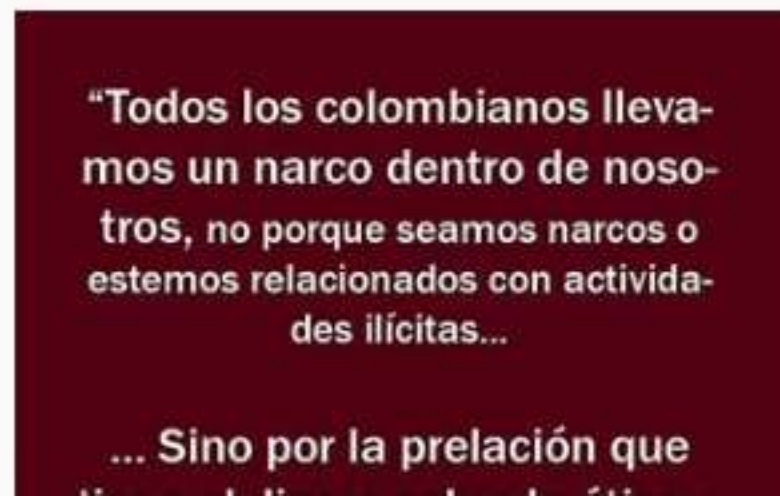 “Todos los colombianos lleva-
mos un narco dentro de noso-
tros, no porque seamos narcos o
estemos relacionados con activida-
des ilícitas...
... Sino por la prelación que